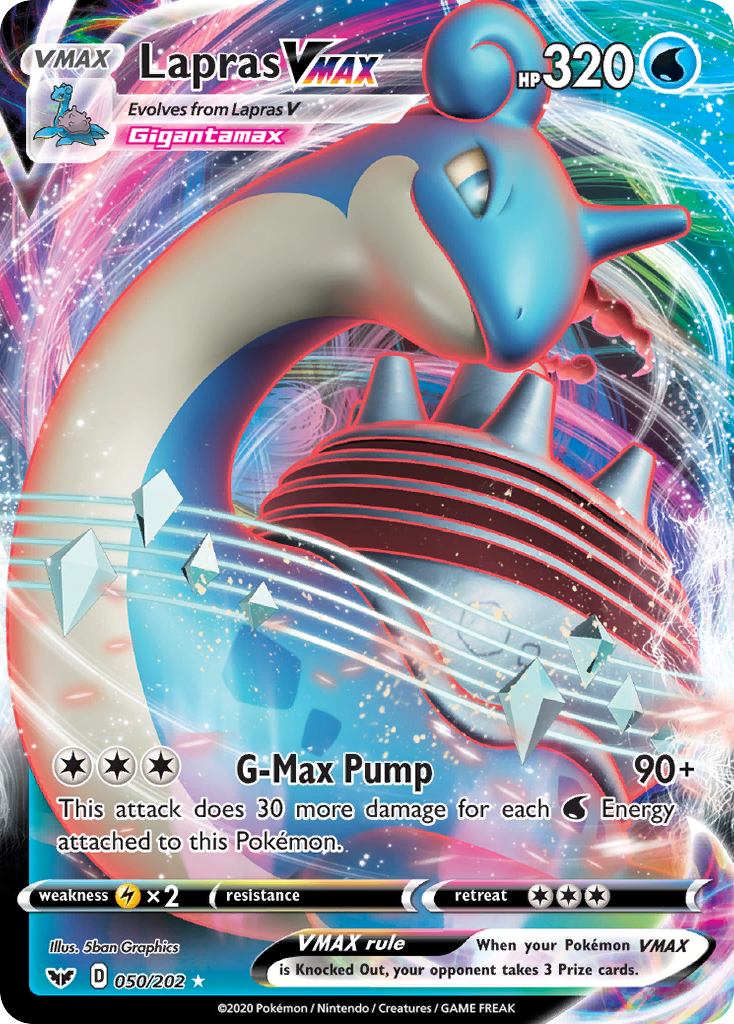 VMAX
Lapras VMAX
HP 320
Evolves from Lapras V
Gigantamax
G-Max Pump 90+
This attack does 30 more damage for each Energy
attached to this Pokémon.
weakness ×2 resistance retreat
Illus. 5ban Graphics
VMAX rule
When your Pokémon VMAX
is Knocked Out, your opponent takes 3 Prize cards.
D 050/202 ★
©2020 Pokémon / Nintendo / Creatures / GAME FREAK